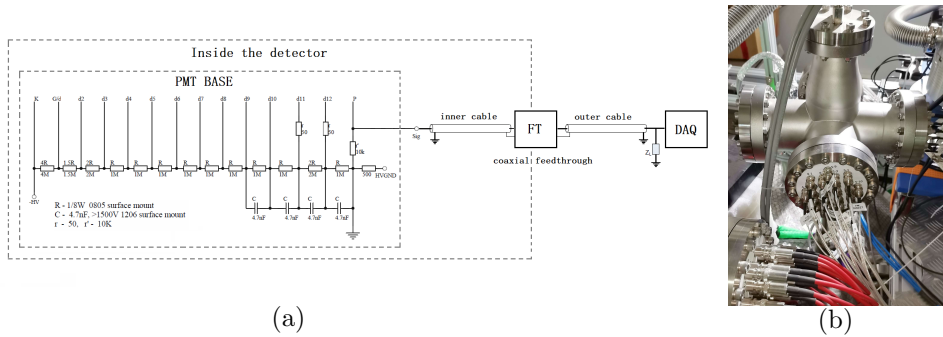 Inside the detector
PMT BASE
K G/d d2 d3 d4 d5 d6 d7 d8 d9 d10 d11 d12 P
r 50 r 50
r' 10k
Sig
inner cable
FT
outer cable
DAQ
coaxial feedthrough
4R 1.5R 2R R R R R R R R R 2R R
4M 1.5M 2M 1M 1M 1M 1M 1M 1M 1M 1M 2M 1M 500 HVGND
-HV
R - 1/8W 0805 surface mount
C - 4.7nF, >1500V 1206 surface mount
r - 50, r' - 10K
C C C C
4.7nF 4.7nF 4.7nF 4.7nF
(a)
(b)